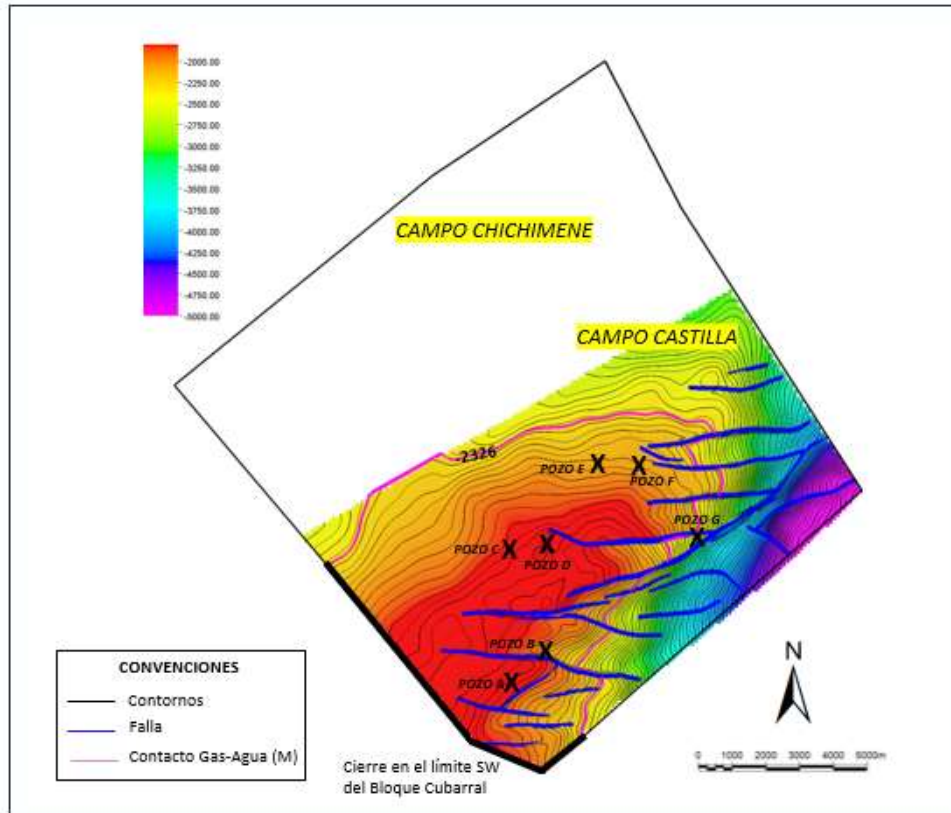 -2000.00
-2250.00
-2500.00
-2750.00
-3000.00
-3250.00
-3500.00
-3750.00
-4000.00
-4250.00
-4500.00
-4750.00
-5000.00
CAMPO CHICHIMENE
CAMPO CASTILLA
-2326
POZO E
POZO F
POZO G
POZO C
POZO D
POZO B
POZO A
N
CONVENCIONES
Contornos
Falla
Contacto Gas-Agua (M)
Cierre en el límite SW
del Bloque Cubarral
0 1000 2000 3000 4000 5000m